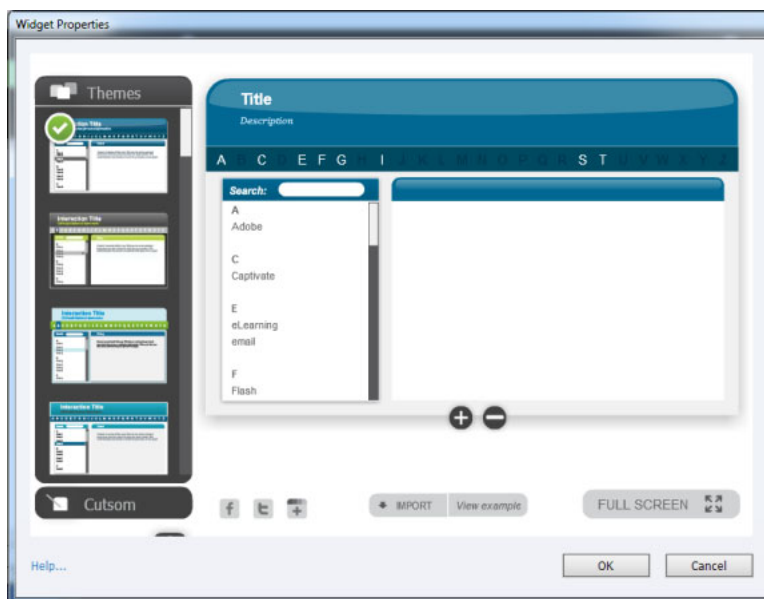 Widget Properties
Themes
Interaction Title
Interaction Title
Interaction Title
Cutsom
Title
Description
A B C D E F G H I J K L M N O P Q R S T U V W X Y Z
Search:
A
Adobe
C
Captivate
E
eLearning
email
F
Flash
IMPORT
View example
FULL SCREEN
Help...
OK
Cancel